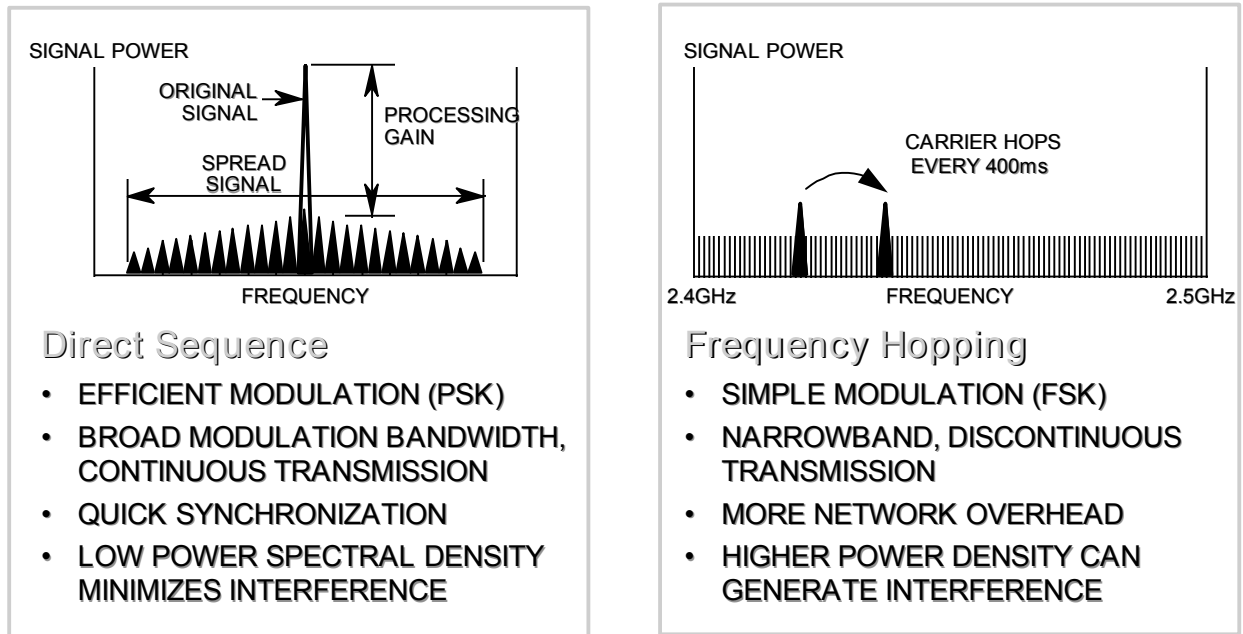 SIGNAL POWER
ORIGINAL
SIGNAL
PROCESSING
GAIN
SPREAD
SIGNAL
FREQUENCY
Direct Sequence
• EFFICIENT MODULATION (PSK)
• BROAD MODULATION BANDWIDTH,
CONTINUOUS TRANSMISSION
• QUICK SYNCHRONIZATION
• LOW POWER SPECTRAL DENSITY
MINIMIZES INTERFERENCE
SIGNAL POWER
CARRIER HOPS
EVERY 400ms
2.4GHz FREQUENCY 2.5GHz
Frequency Hopping
• SIMPLE MODULATION (FSK)
• NARROWBAND, DISCONTINUOUS
TRANSMISSION
• MORE NETWORK OVERHEAD
• HIGHER POWER DENSITY CAN
GENERATE INTERFERENCE